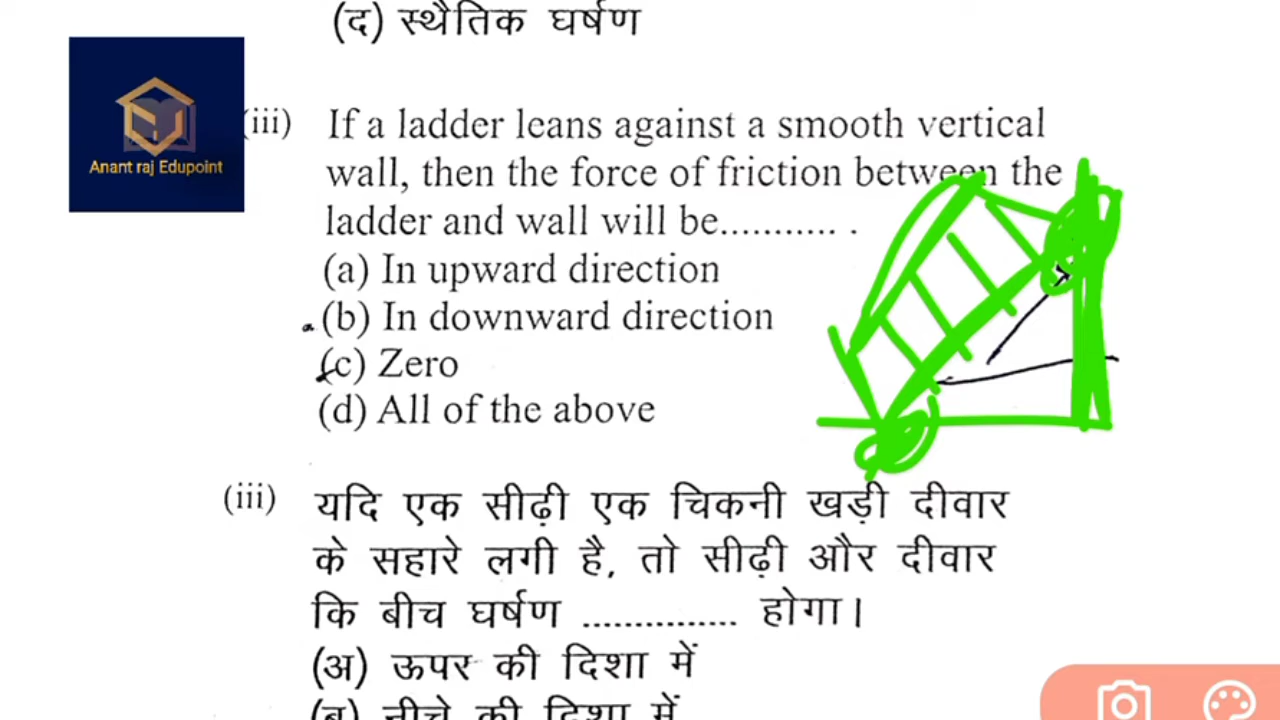 (द) स्थैतिक घर्षण
Anant raj Edupoint
(iii) If a ladder leans against a smooth vertical
wall, then the force of friction between the
ladder and wall will be........... .
(a) In upward direction
(b) In downward direction
(c) Zero
(d) All of the above
(iii) यदि एक सीढ़ी एक चिकनी खड़ी दीवार
के सहारे लगी है, तो सीढ़ी और दीवार
कि बीच घर्षण ............... होगा।
(अ) ऊपर की दिशा में
(ब) नीचे की दिशा में